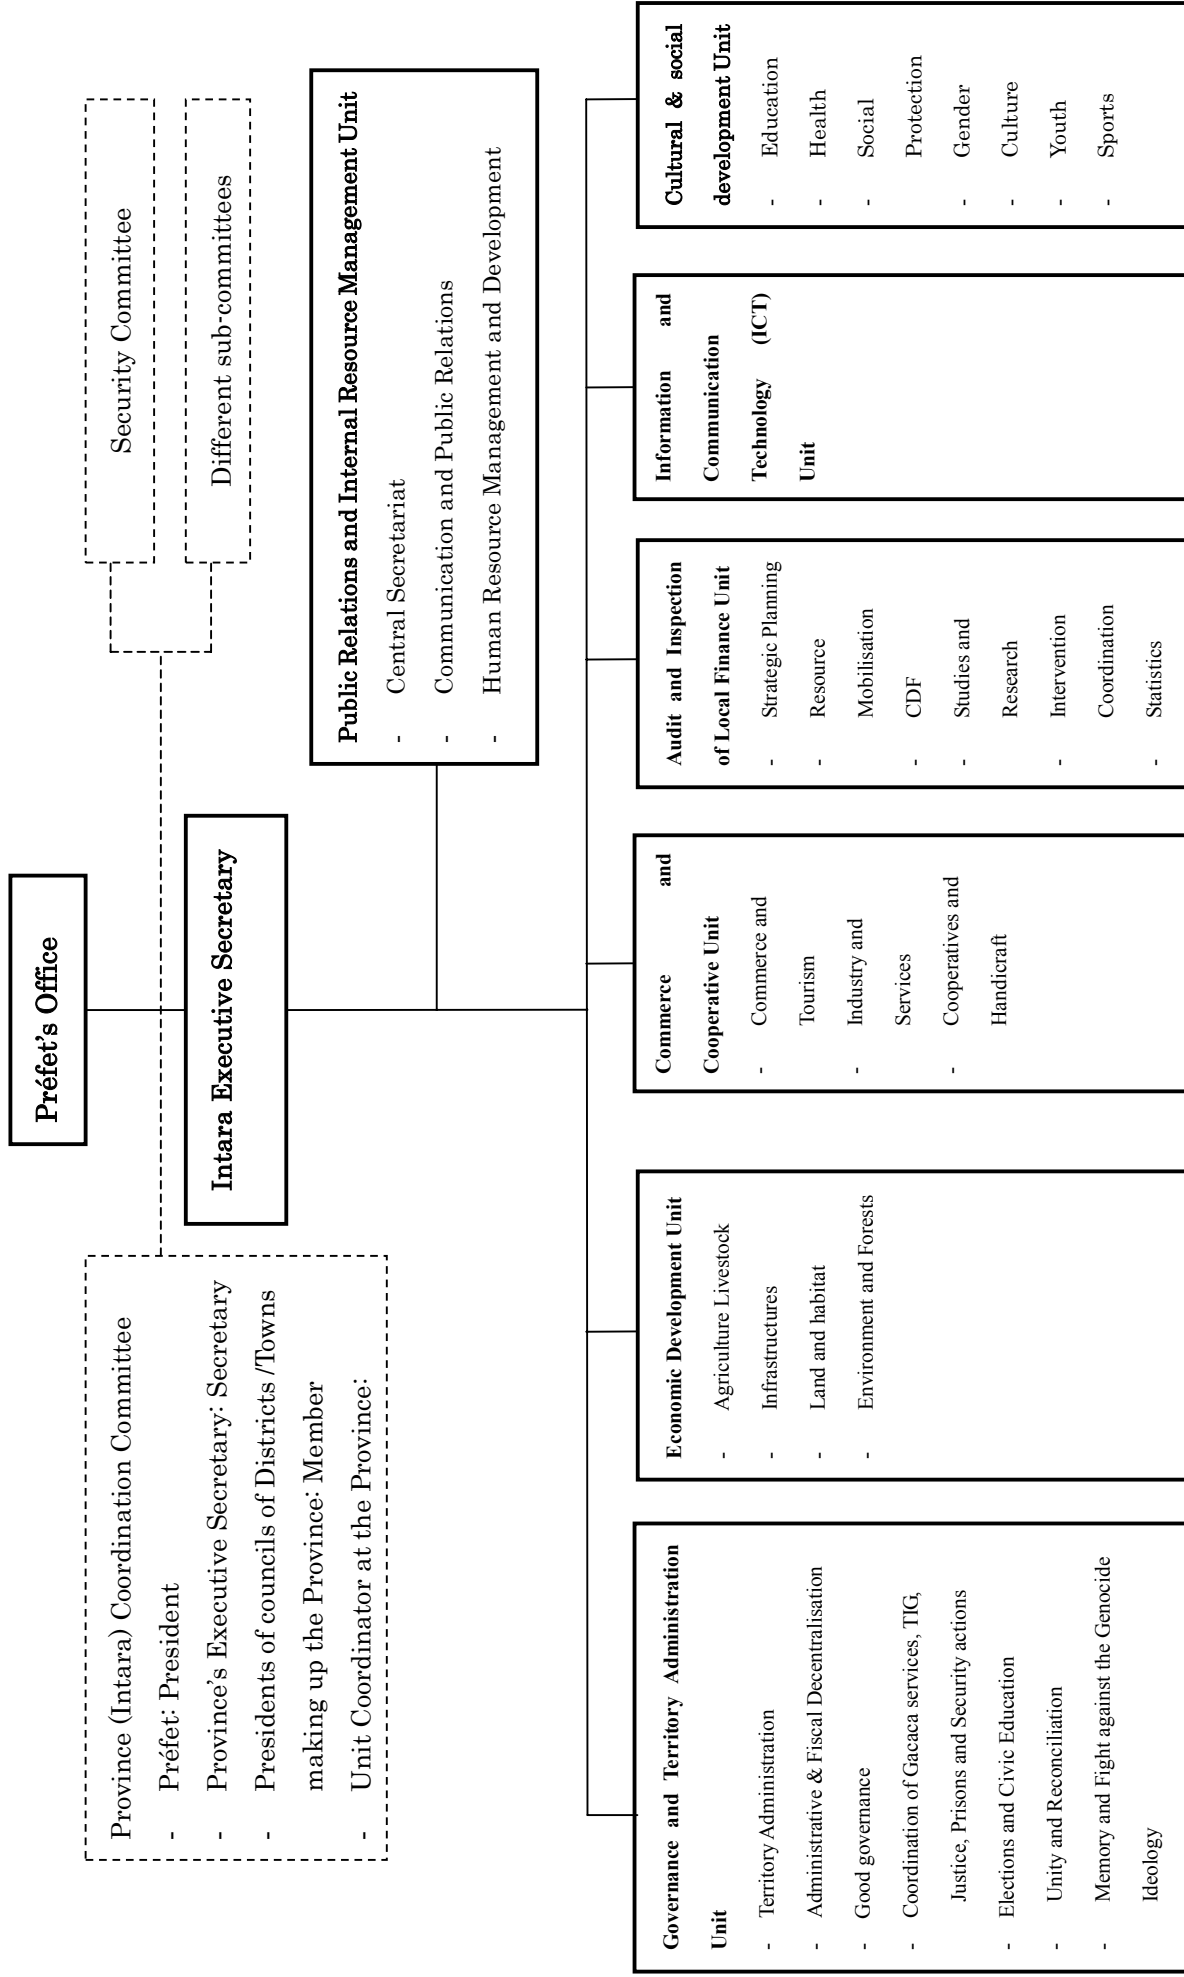 Préfet's Office
Security Committee
Different sub-committees
Province (Intara) Coordination Committee
- Préfet: President
- Province's Executive Secretary: Secretary
- Presidents of councils of Districts /Towns
making up the Province: Member
- Unit Coordinator at the Province:
Intara Executive Secretary
Public Relations and Internal Resource Management Unit
- Central Secretariat
- Communication and Public Relations
- Human Resource Management and Development
Governance and Territory Administration
Unit
- Territory Administration
- Administrative & Fiscal Decentralisation
- Good governance
- Coordination of Gacaca services, TIG,
Justice, Prisons and Security actions
- Elections and Civic Education
- Unity and Reconciliation
- Memory and Fight against the Genocide
Ideology
Economic Development Unit
- Agriculture Livestock
- Infrastructures
- Land and habitat
- Environment and Forests
Commerce and
Cooperative Unit
- Commerce and
Tourism
- Industry and
Services
- Cooperatives and
Handicraft
Audit and Inspection
of Local Finance Unit
- Strategic Planning
- Resource
Mobilisation
- CDF
- Studies and
Research
- Intervention
Coordination
- Statistics
Information and
Communication
Technology (ICT)
Unit
Cultural & social
development Unit
- Education
- Health
- Social
Protection
- Gender
- Culture
- Youth
- Sports